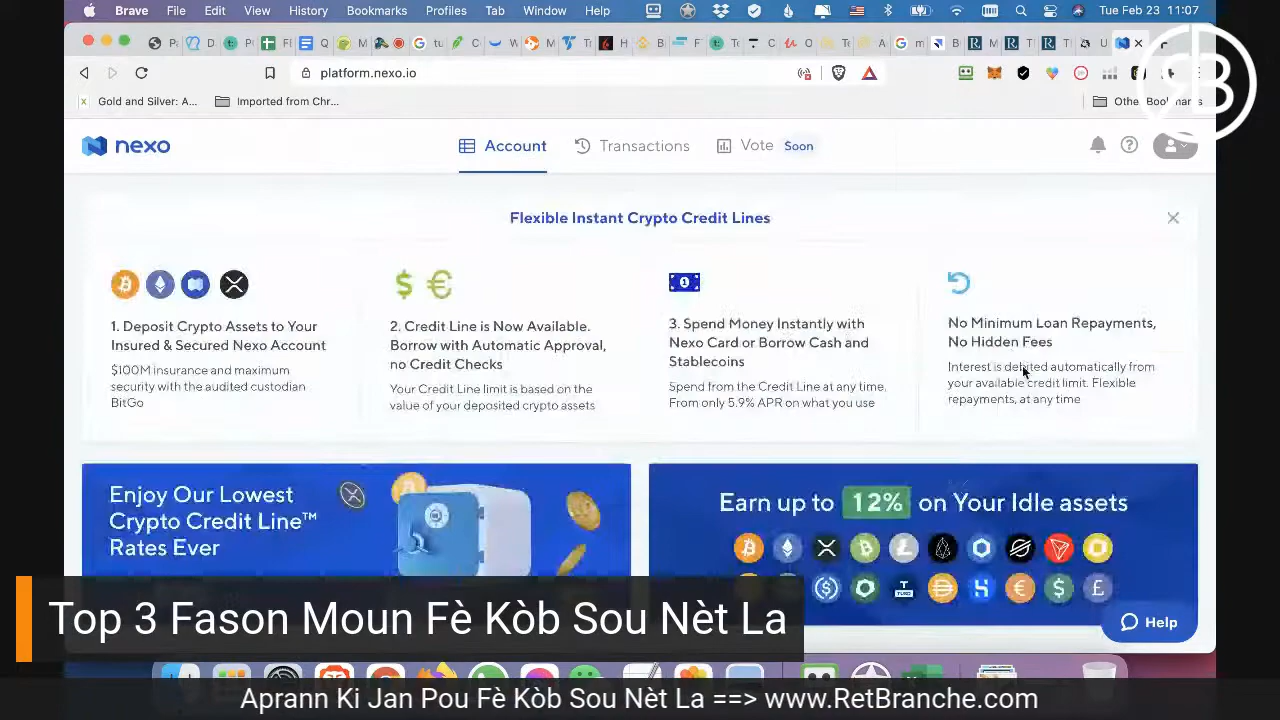 Brave File Edit View History Bookmarks Profiles Tab Window Help Tue Feb 23 11:07
platform.nexo.io
Gold and Silver: A... Imported from Chr... Other Bookmarks
nexo Account Transactions Vote Soon
Flexible Instant Crypto Credit Lines
1. Deposit Crypto Assets to Your
Insured & Secured Nexo Account
$100M insurance and maximum
security with the audited custodian
BitGo
2. Credit Line is Now Available.
Borrow with Automatic Approval,
no Credit Checks
Your Credit Line limit is based on the
value of your deposited crypto assets
3. Spend Money Instantly with
Nexo Card or Borrow Cash and
Stablecoins
Spend from the Credit Line at any time.
From only 5.9% APR on what you use
No Minimum Loan Repayments,
No Hidden Fees
Interest is debited automatically from
your available credit limit. Flexible
repayments, at any time
Enjoy Our Lowest
Crypto Credit Line™
Rates Ever
Earn up to 12% on Your Idle assets
Help
Top 3 Fason Moun Fè Kòb Sou Nèt La
Aprann Ki Jan Pou Fè Kòb Sou Nèt La ==> www.RetBranche.com